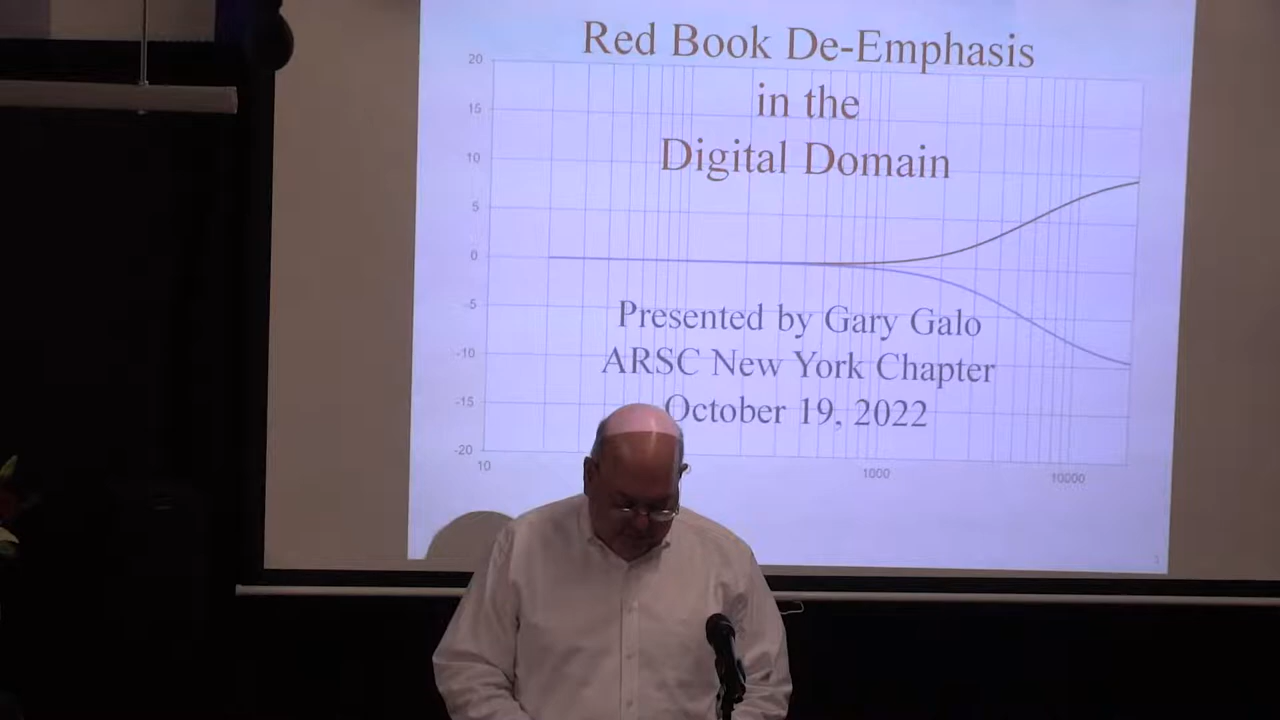 Red Book De-Emphasis
in the
Digital Domain
20
15
10
5
0
-5
-10
-15
-20
10
1000
10000
Presented by Gary Galo
ARSC New York Chapter
October 19, 2022